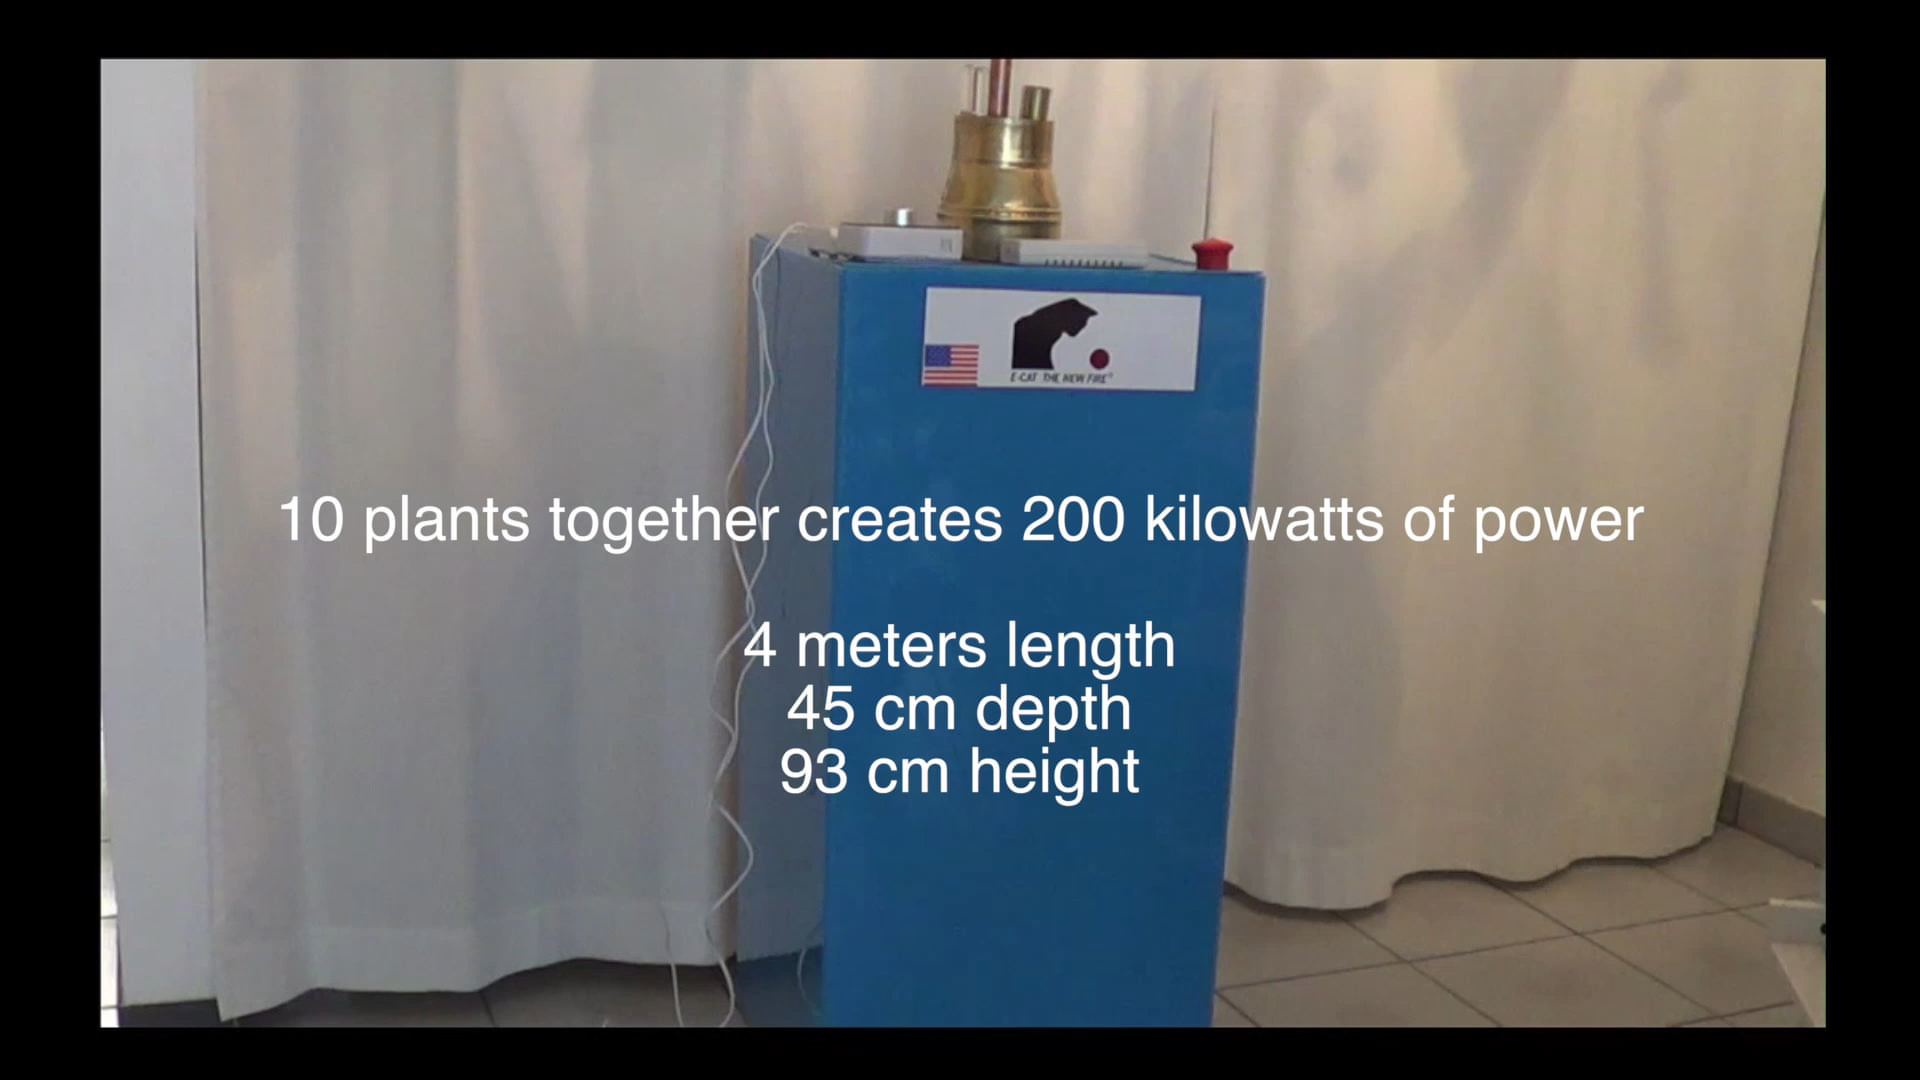 E-CAT THE NEW FIRE®
10 plants together creates 200 kilowatts of power
4 meters length
45 cm depth
93 cm height